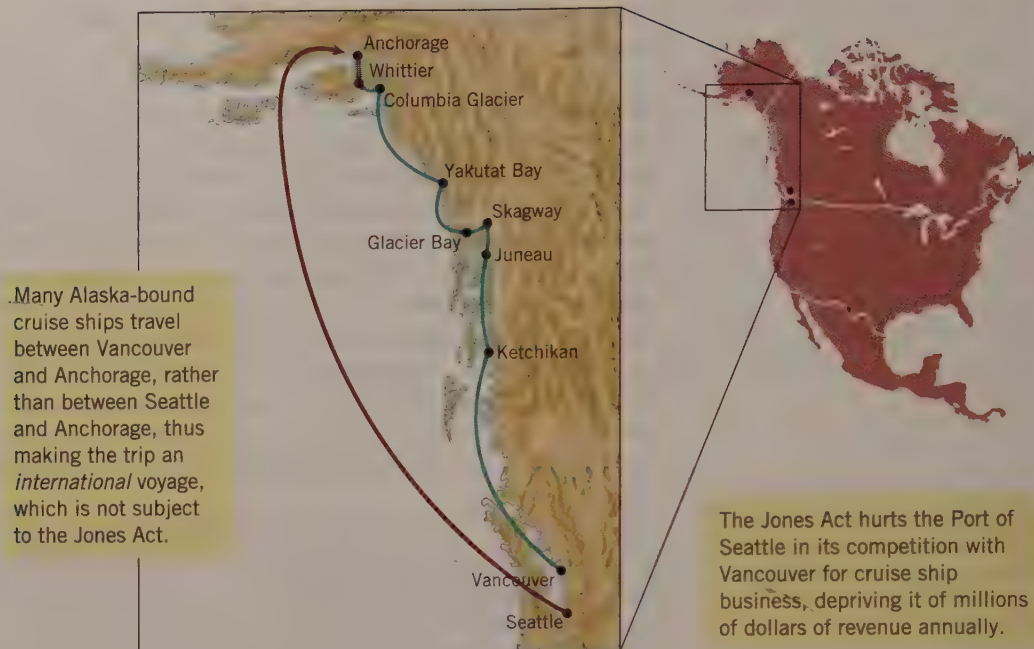 Anchorage
Whittier
Columbia Glacier
Yakutat Bay
Skagway
Glacier Bay
Juneau
Ketchikan
Vancouver
Seattle
Many Alaska-bound
cruise ships travel
between Vancouver
and Anchorage, rather
than between Seattle
and Anchorage, thus
making the trip an
international voyage,
which is not subject
to the Jones Act.
The Jones Act hurts the Port of
Seattle in its competition with
Vancouver for cruise ship
business, depriving it of millions
of dollars of revenue annually.